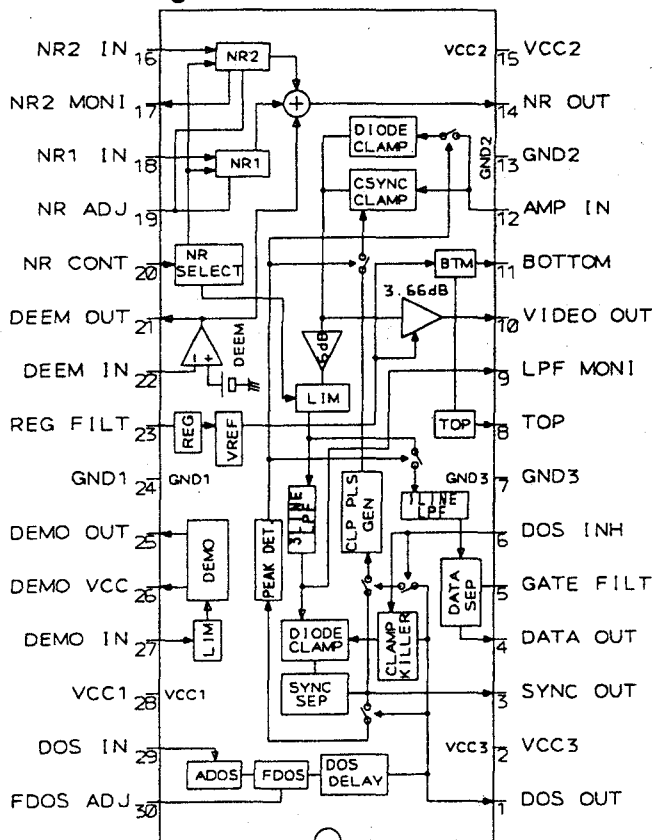 NR2 IN 16
NR2 MONI 17
NR1 IN 18
NR ADJ 19
NR CONT 20
DEEM OUT 21
DEEM IN 22
REG FILT 23
GND1 24
DEMO OUT 25
DEMO VCC 26
DEMO IN 27
VCC1 28
DOS IN 29
FDOS ADJ 30
NR2
+
NR1
NR
SELECT
DEEM
- +
REG
VREF
GND1
DEMO
LIM
VCC1
ADOS
FDOS
DOS
DELAY
DIODE
CLAMP
CSYNC
CLAMP
BTM
3.66dB
6dB
LIM
TOP
3LINE
LPF
CLP PLS
GEN
1LINE
LPF
PEAK DET.
DATA
SEP
DIODE
CLAMP
CLAMP
KILLER
SYNC
SEP
VCC2
GND2
GND3
VCC3
15 VCC2
14 NR OUT
13 GND2
12 AMP IN
11 BOTTOM
10 VIDEO OUT
9 LPF MONI
8 TOP
7 GND3
6 DOS INH
5 GATE FILT
4 DATA OUT
3 SYNC OUT
2 VCC3
1 DOS OUT